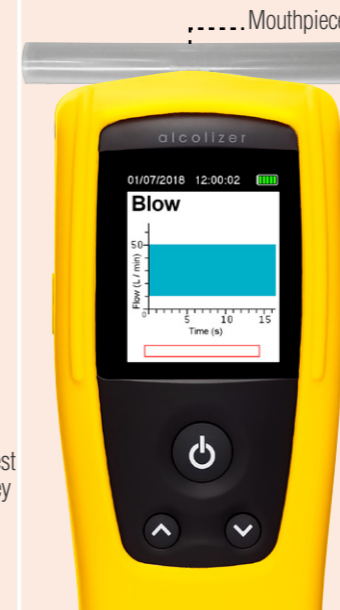 Mouthpiece
alcolizer
01/07/2018 12:00:02
Blow
50
Flow (L / min)
0
5 10 15
Time (s)